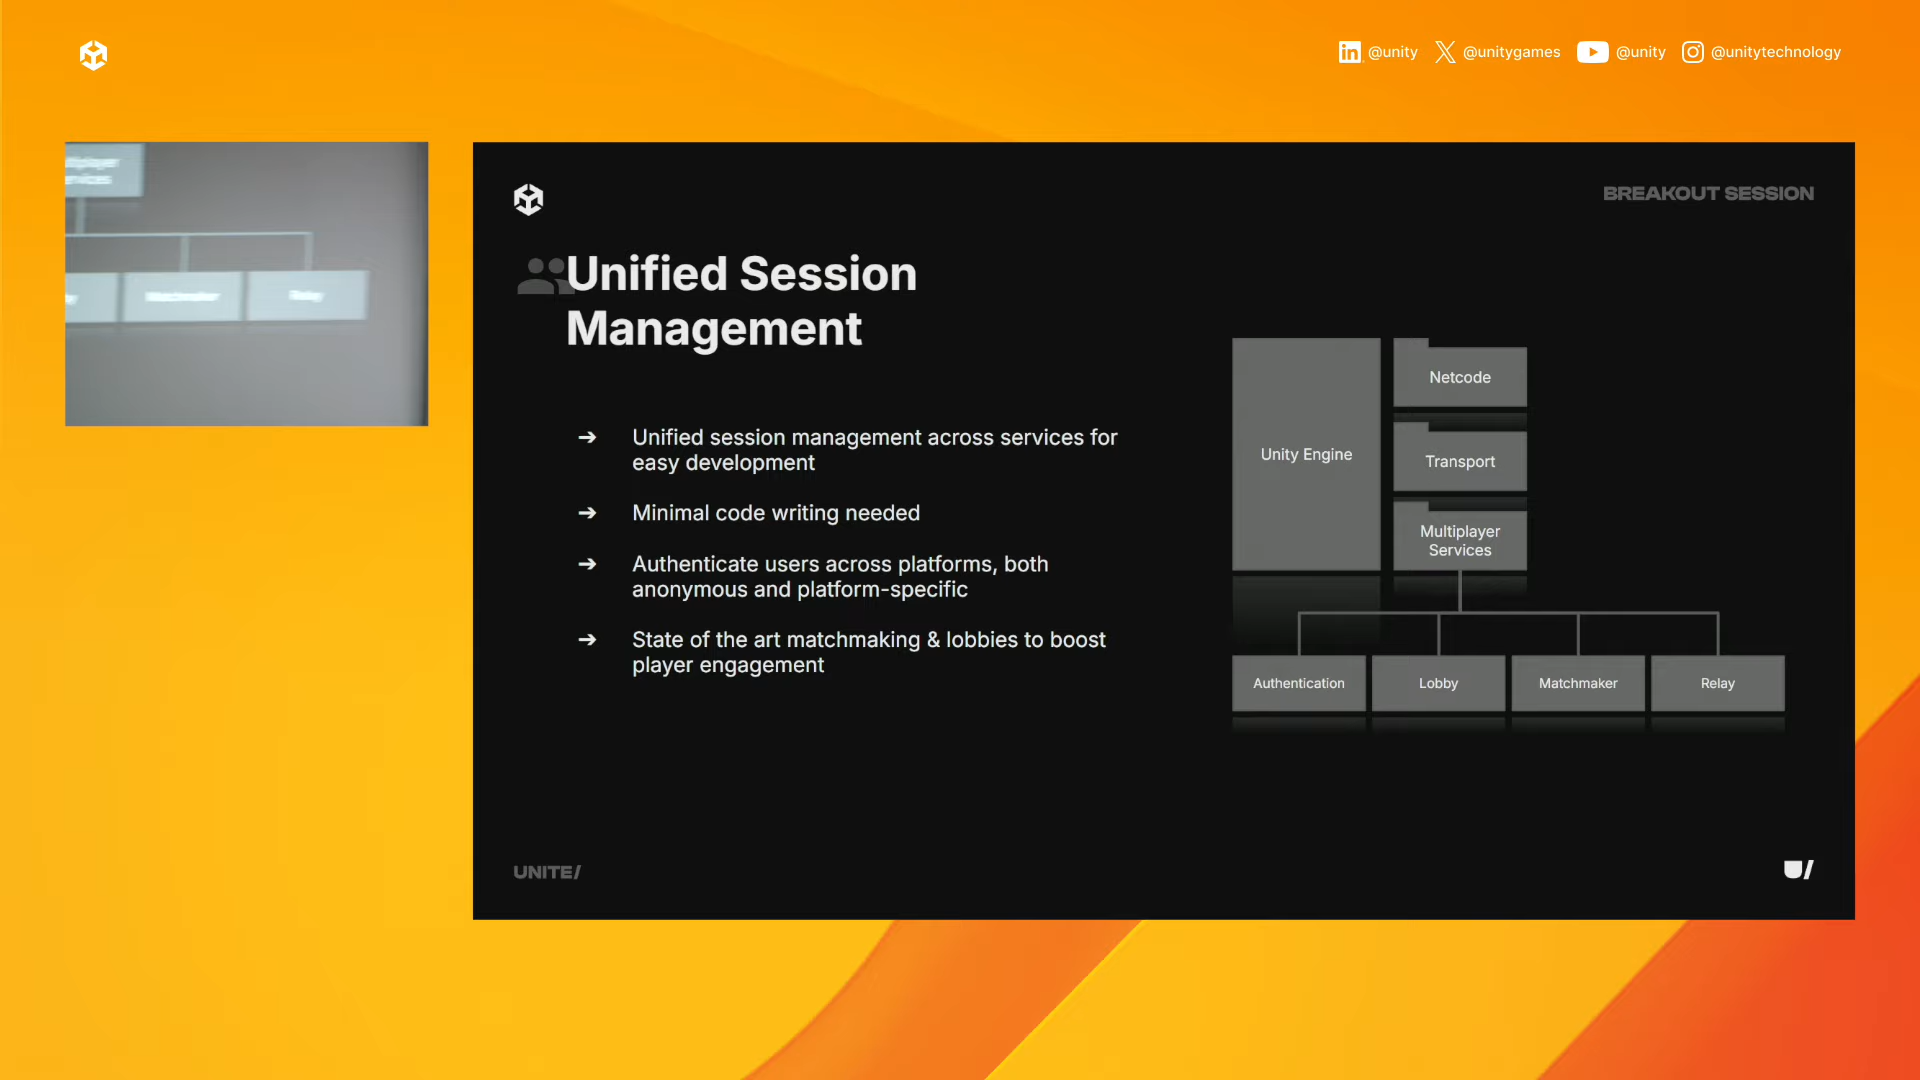 @unity
@unitygames
@unity
@unitytechnology
BREAKOUT SESSION
Unified Session
Management
➔ Unified session management across services for
easy development
➔ Minimal code writing needed
➔ Authenticate users across platforms, both
anonymous and platform-specific
➔ State of the art matchmaking & lobbies to boost
player engagement
Unity Engine
Netcode
Transport
Multiplayer
Services
Authentication
Lobby
Matchmaker
Relay
UNITE/
U/
Matchmaker
Relay